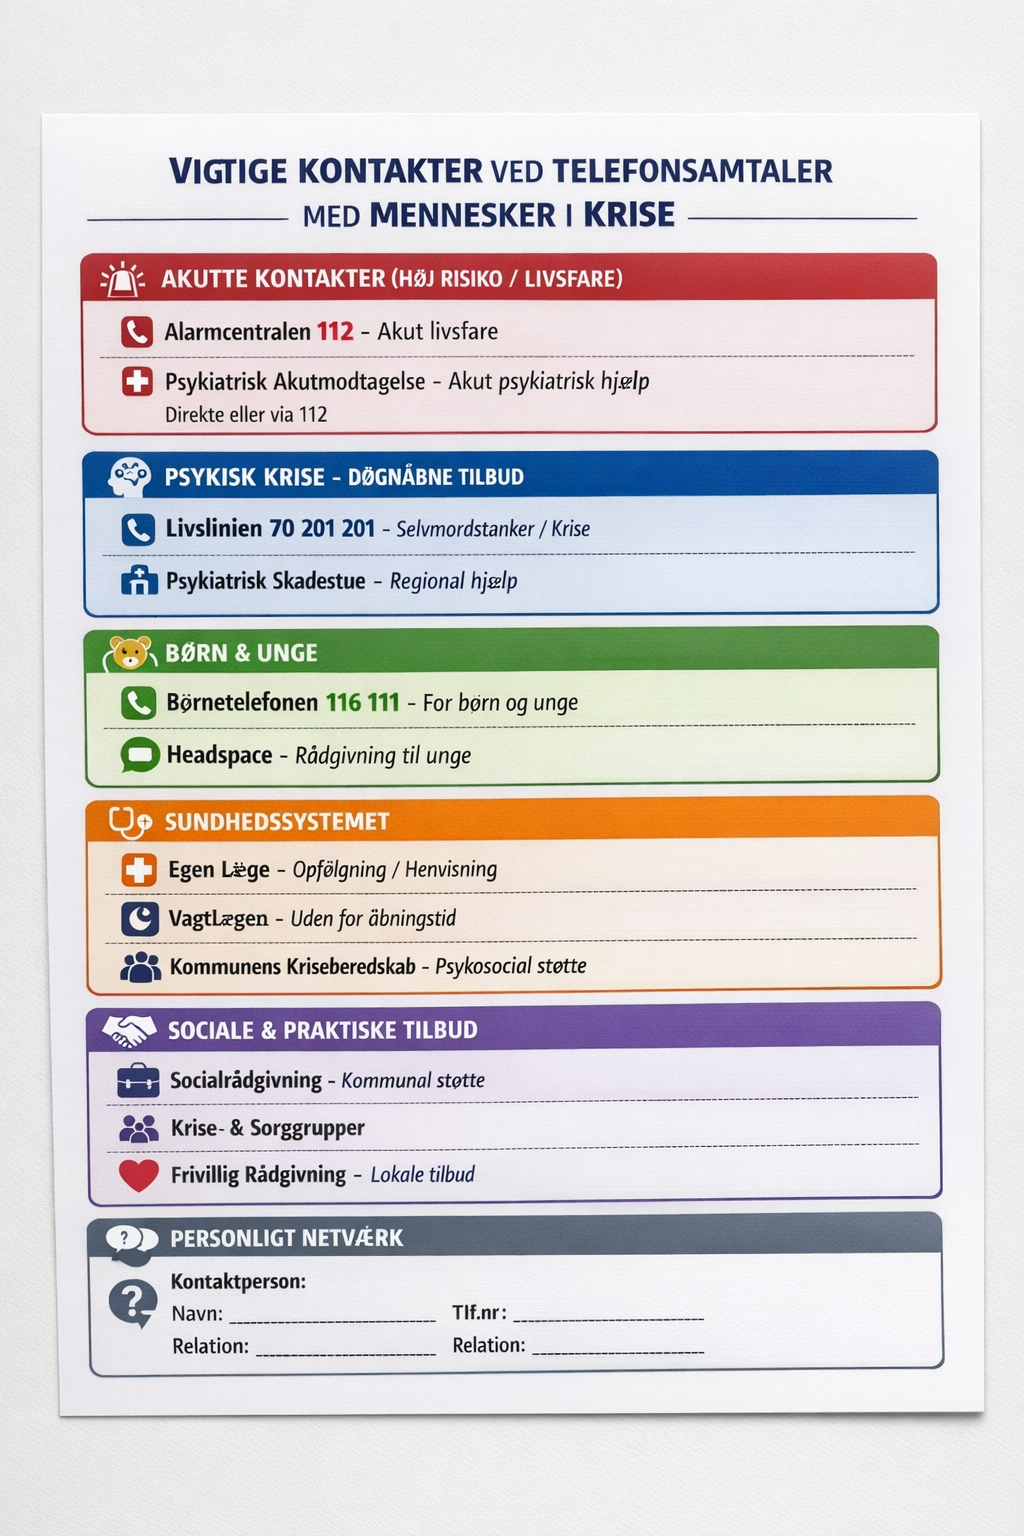 VIGTIGE KONTAKTER VED TELEFONSAMTALER
MED MENNESKER I KRISE
AKUTTE KONTAKTER (HØJ RISIKO / LIVSFARE)
Alarmcentralen 112 – Akut livsfare
Psykiatrisk Akutmodtagelse – Akut psykiatrisk hjælp
Direkte eller via 112
PSYKISK KRISE – DØGNÅBNE TILBUD
Livslinien 70 201 201 – Selvmordstanker / Krise
Psykiatrisk Skadestue – Regional hjælp
BØRN & UNGE
Børnetelefonen 116 111 – For børn og unge
Headspace – Rådgivning til unge
SUNDHEDSSYSTEMET
Egen Læge – Opfølgning / Henvisning
VagtLægen – Uden for åbningstid
Kommunens Kriseberedskab – Psykosocial støtte
SOCIALE & PRAKTISKE TILBUD
Socialrådgivning – Kommunal støtte
Krise- & Sorggrupper
Frivillig Rådgivning – Lokale tilbud
PERSONLIGT NETVÆRK
Kontaktperson:
Navn: Tlf.nr:
Relation: Relation: